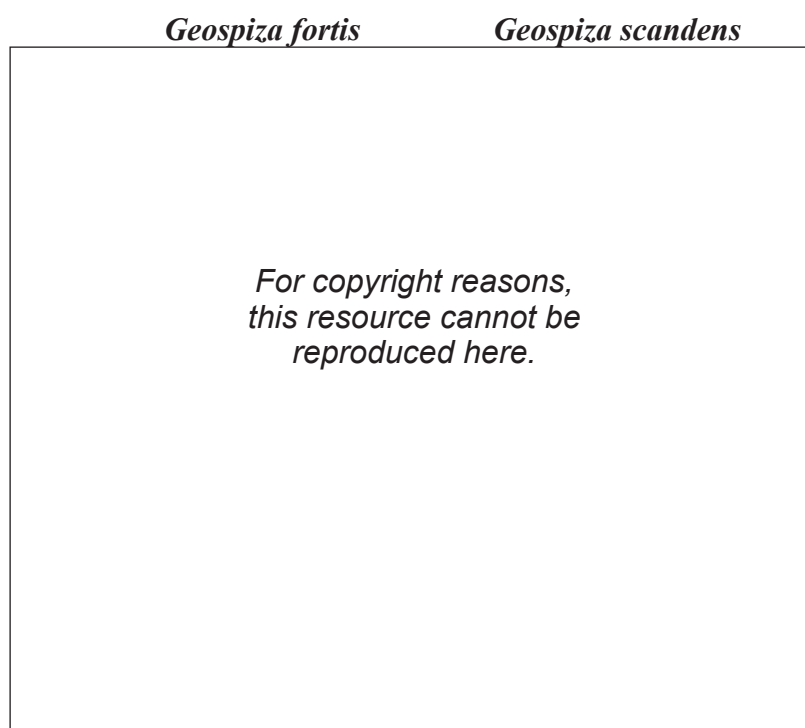 Geospiza fortis Geospiza scandens
For copyright reasons,
this resource cannot be
reproduced here.